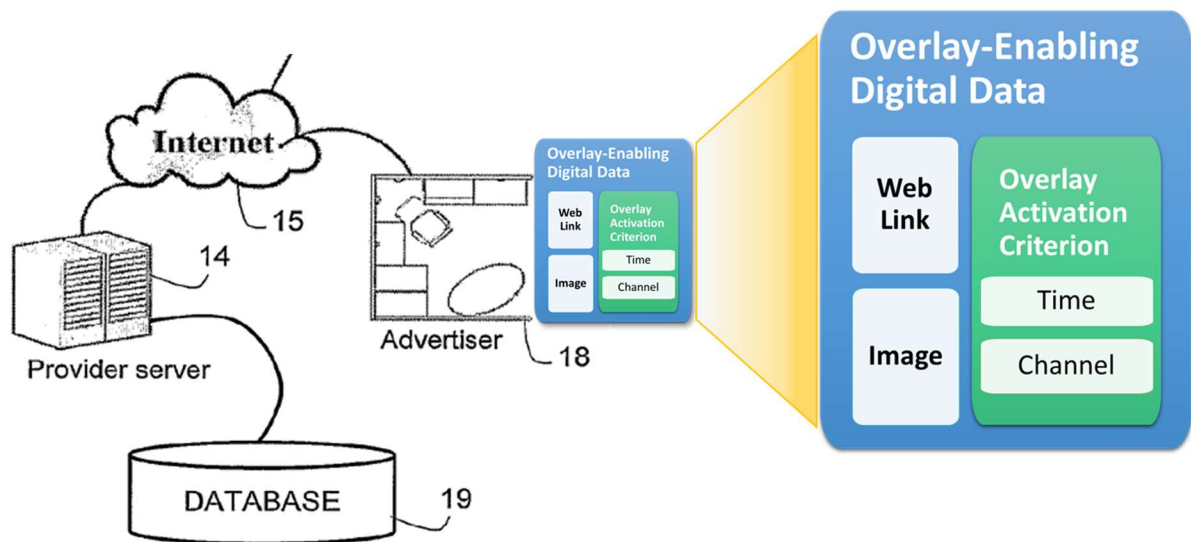 Internet
15
14
Provider server
DATABASE
19
Advertiser
18
Overlay-Enabling
Digital Data
Web
Link
Image
Overlay
Activation
Criterion
Time
Channel
Overlay-Enabling
Digital Data
Web
Link
Image
Overlay
Activation
Criterion
Time
Channel